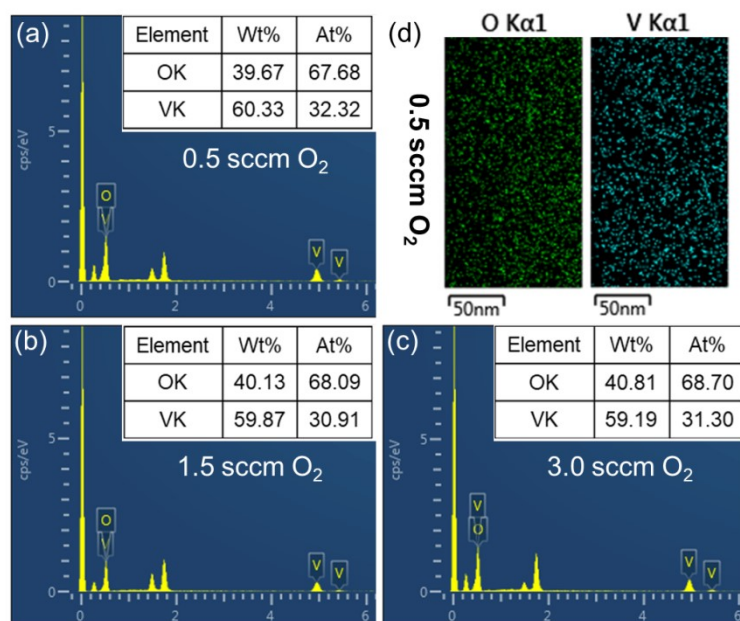 (a)
Element Wt% At%
OK 39.67 67.68
VK 60.33 32.32
0.5 sccm O₂
cps/eV
5
0
O
V
V
V
0 2 4 6
(d)
O Kα1 V Kα1
0.5 sccm O₂
50nm 50nm
(b)
Element Wt% At%
OK 40.13 68.09
VK 59.87 30.91
1.5 sccm O₂
cps/eV
5
0
O
V
V
V
0 2 4 6
(c)
Element Wt% At%
OK 40.81 68.70
VK 59.19 31.30
3.0 sccm O₂
cps/eV
5
0
V
O
V
V
0 2 4 6